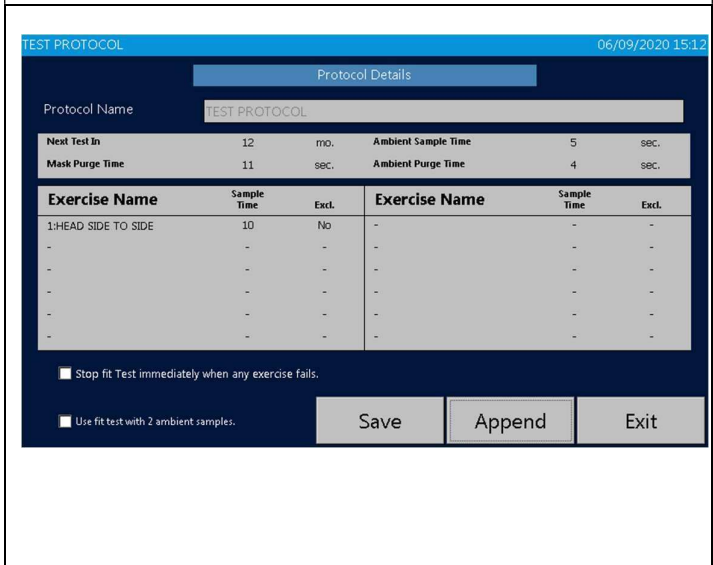 TEST PROTOCOL 06/09/2020 15:12
Protocol Details
Protocol Name TEST PROTOCOL
Next Test In 12 mo. Ambient Sample Time 5 sec.
Mask Purge Time 11 sec. Ambient Purge Time 4 sec.
Exercise Name Sample Time Excl. Exercise Name Sample Time Excl.
1:HEAD SIDE TO SIDE 10 No - - -
- - - - - -
- - - - - -
- - - - - -
- - - - - -
- - - - - -
Stop fit Test immediately when any exercise fails.
Use fit test with 2 ambient samples.
Save Append Exit